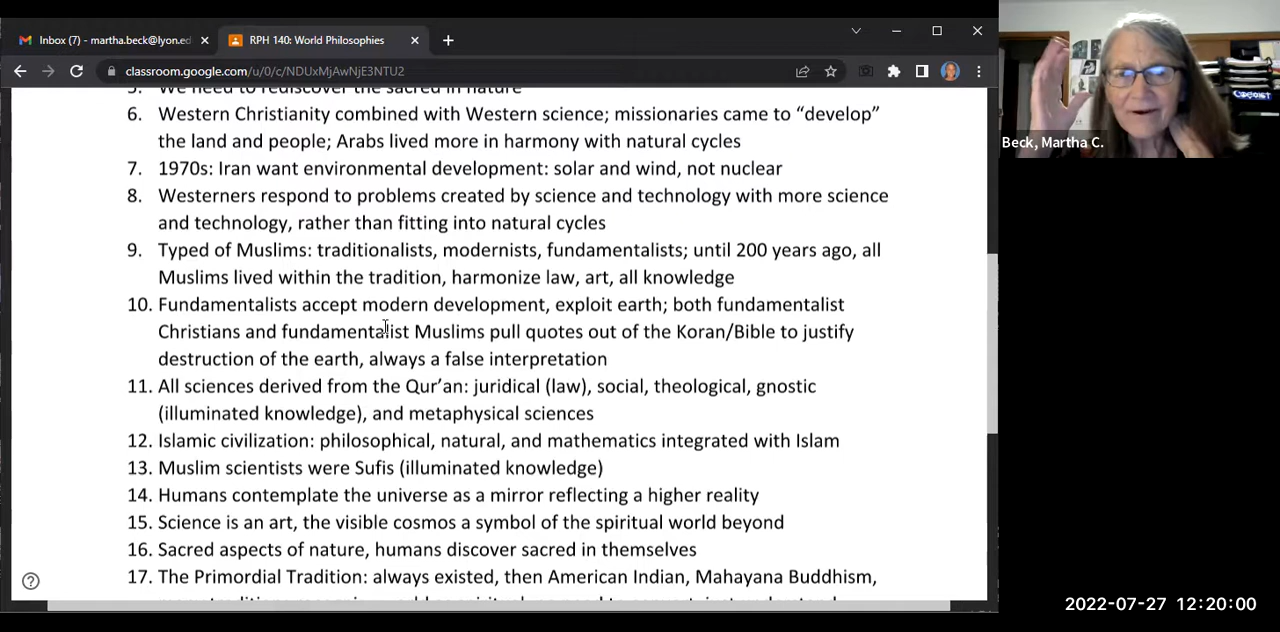 Inbox (7) - martha.beck@lyon.ed
RPH 140: World Philosophies
classroom.google.com/u/0/c/NDUxMjAwNjE3NTU2
5. We need to rediscover the sacred in nature
6. Western Christianity combined with Western science; missionaries came to “develop”
the land and people; Arabs lived more in harmony with natural cycles
7. 1970s: Iran want environmental development: solar and wind, not nuclear
8. Westerners respond to problems created by science and technology with more science
and technology, rather than fitting into natural cycles
9. Typed of Muslims: traditionalists, modernists, fundamentalists; until 200 years ago, all
Muslims lived within the tradition, harmonize law, art, all knowledge
10. Fundamentalists accept modern development, exploit earth; both fundamentalist
Christians and fundamentalist Muslims pull quotes out of the Koran/Bible to justify
destruction of the earth, always a false interpretation
11. All sciences derived from the Qur’an: juridical (law), social, theological, gnostic
(illuminated knowledge), and metaphysical sciences
12. Islamic civilization: philosophical, natural, and mathematics integrated with Islam
13. Muslim scientists were Sufis (illuminated knowledge)
14. Humans contemplate the universe as a mirror reflecting a higher reality
15. Science is an art, the visible cosmos a symbol of the spiritual world beyond
16. Sacred aspects of nature, humans discover sacred in themselves
17. The Primordial Tradition: always existed, then American Indian, Mahayana Buddhism,
Beck, Martha C.
2022-07-27 12:20:00